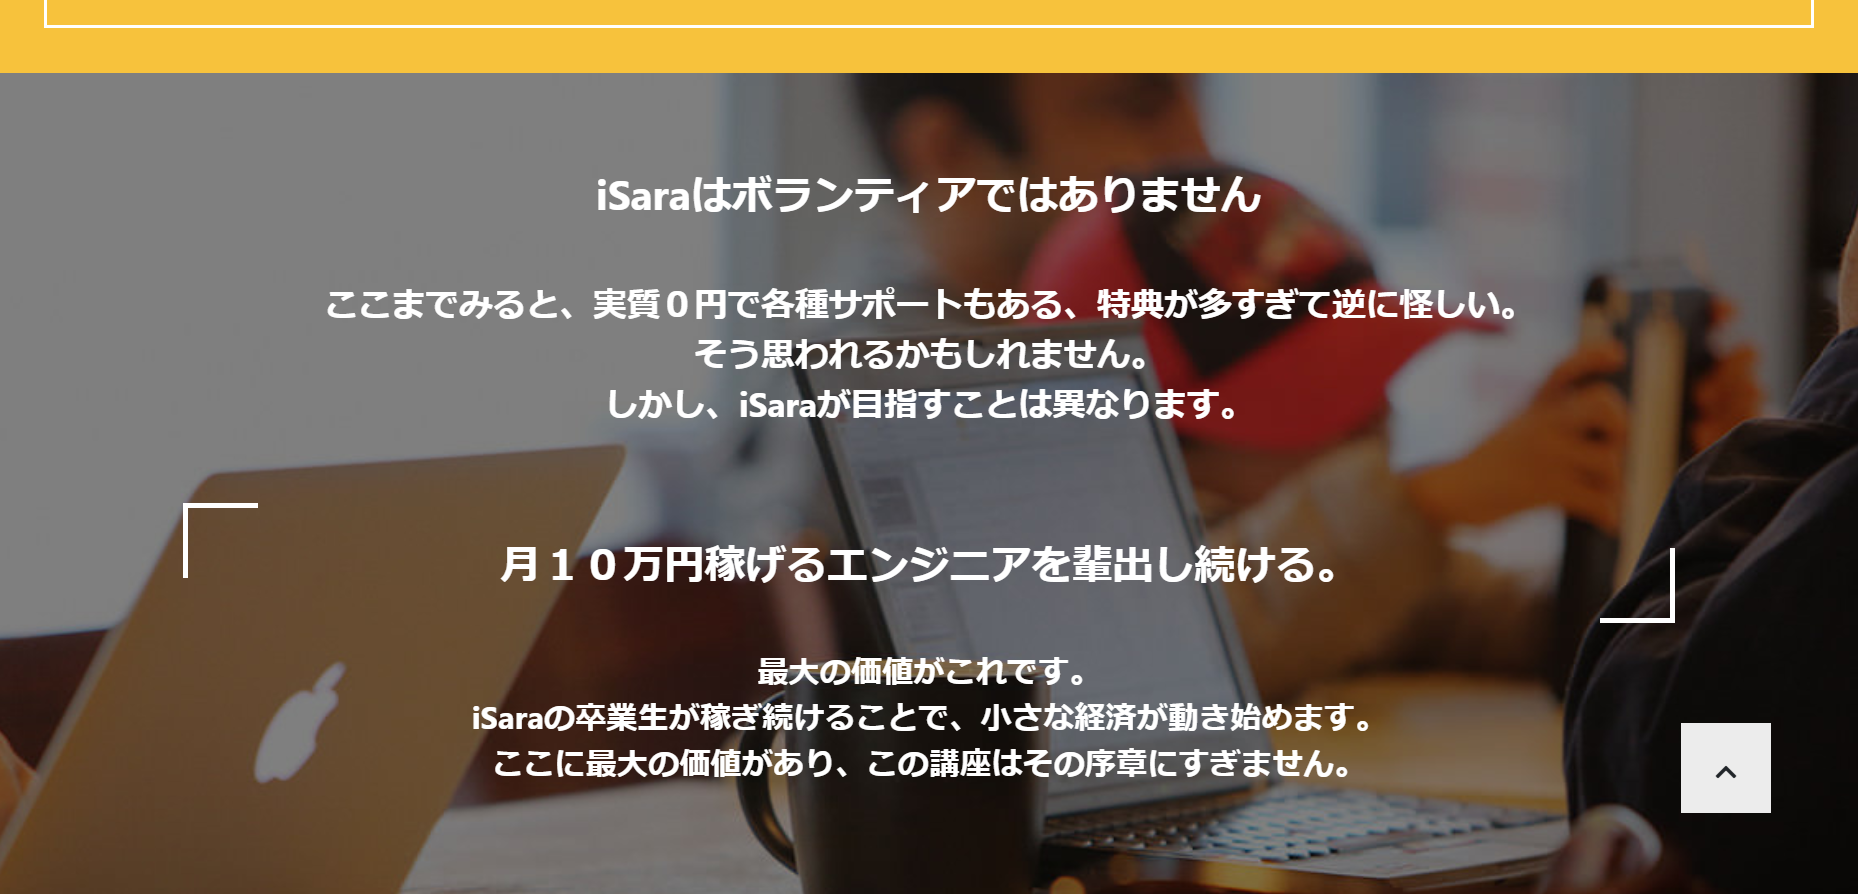 iSaraはボランティアではありません
ここまでみると、実質０円で各種サポートもある、特典が多すぎて逆に怪しい。
そう思われるかもしれません。
しかし、iSaraが目指すことは異なります。
月１０万円稼げるエンジニアを輩出し続ける。
最大の価値がこれです。
iSaraの卒業生が稼ぎ続けることで、小さな経済が動き始めます。
ここに最大の価値があり、この講座はその序章にすぎません。